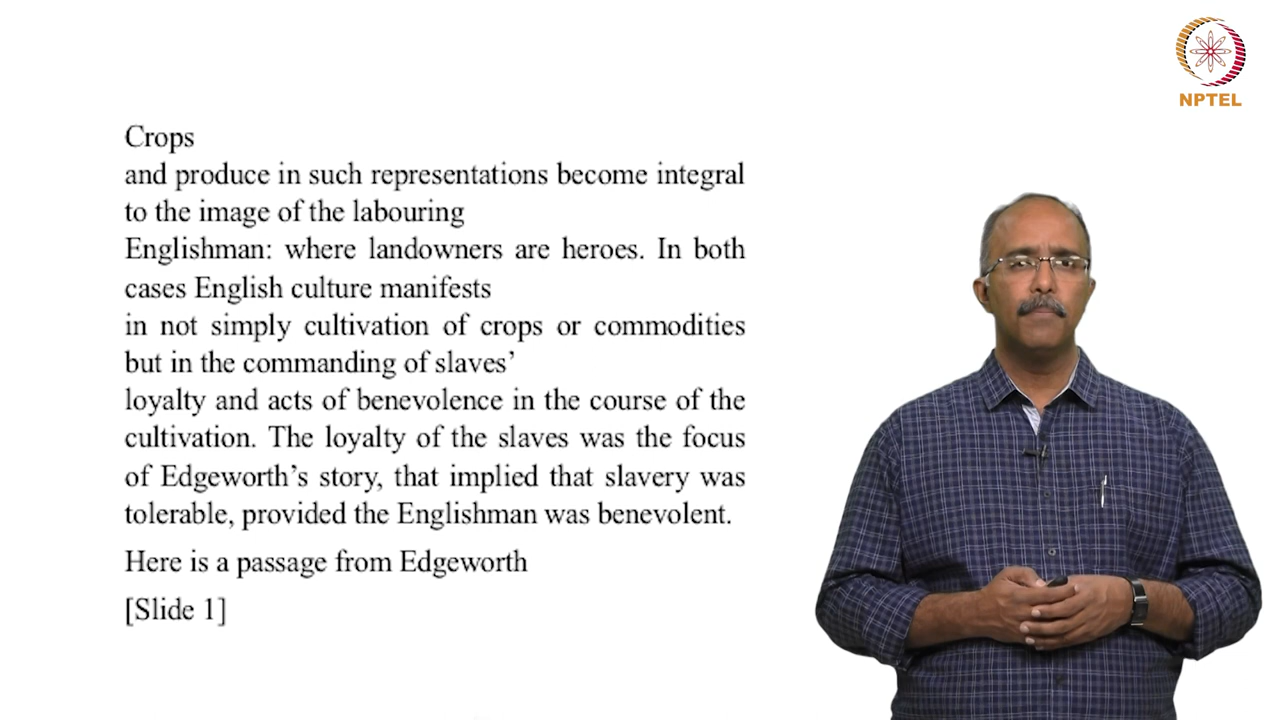 NPTEL
Crops
and produce in such representations become integral
to the image of the labouring
Englishman: where landowners are heroes. In both
cases English culture manifests
in not simply cultivation of crops or commodities
but in the commanding of slaves’
loyalty and acts of benevolence in the course of the
cultivation. The loyalty of the slaves was the focus
of Edgeworth’s story, that implied that slavery was
tolerable, provided the Englishman was benevolent.
Here is a passage from Edgeworth
[Slide 1]